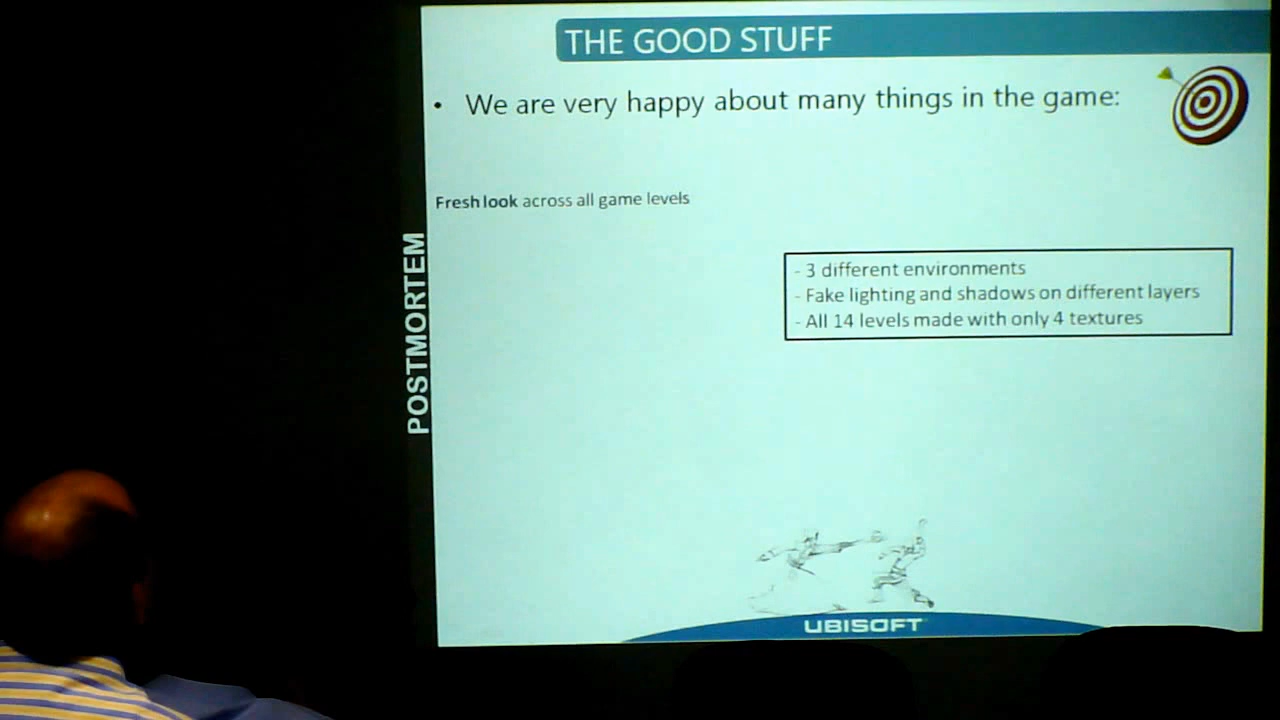 THE GOOD STUFF
• We are very happy about many things in the game:
Fresh look across all game levels
- 3 different environments
- Fake lighting and shadows on different layers
- All 14 levels made with only 4 textures
POSTMORTEM
UBISOFT